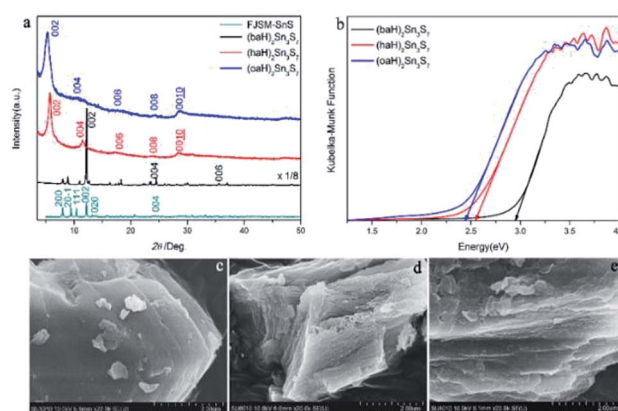 a
FJSM-SnS
(baH)₂Sn₃S₇
(haH)₂Sn₃S₇
(oaH)₂Sn₃S₇
002
004
006
008
0010
002
004
006
008
0010
002
004
006
x 1/8
200
20-1
111
002
020
004
Intensity(a.u.)
10
20
30
40
50
2θ /Deg.
b
(baH)₂Sn₃S₇
(haH)₂Sn₃S₇
(oaH)₂Sn₃S₇
Kubelka-Munk Function
1.5
2.0
2.5
3.0
3.5
4.0
Energy(eV)
c
2.00um
d
2.00um
e
2.00um